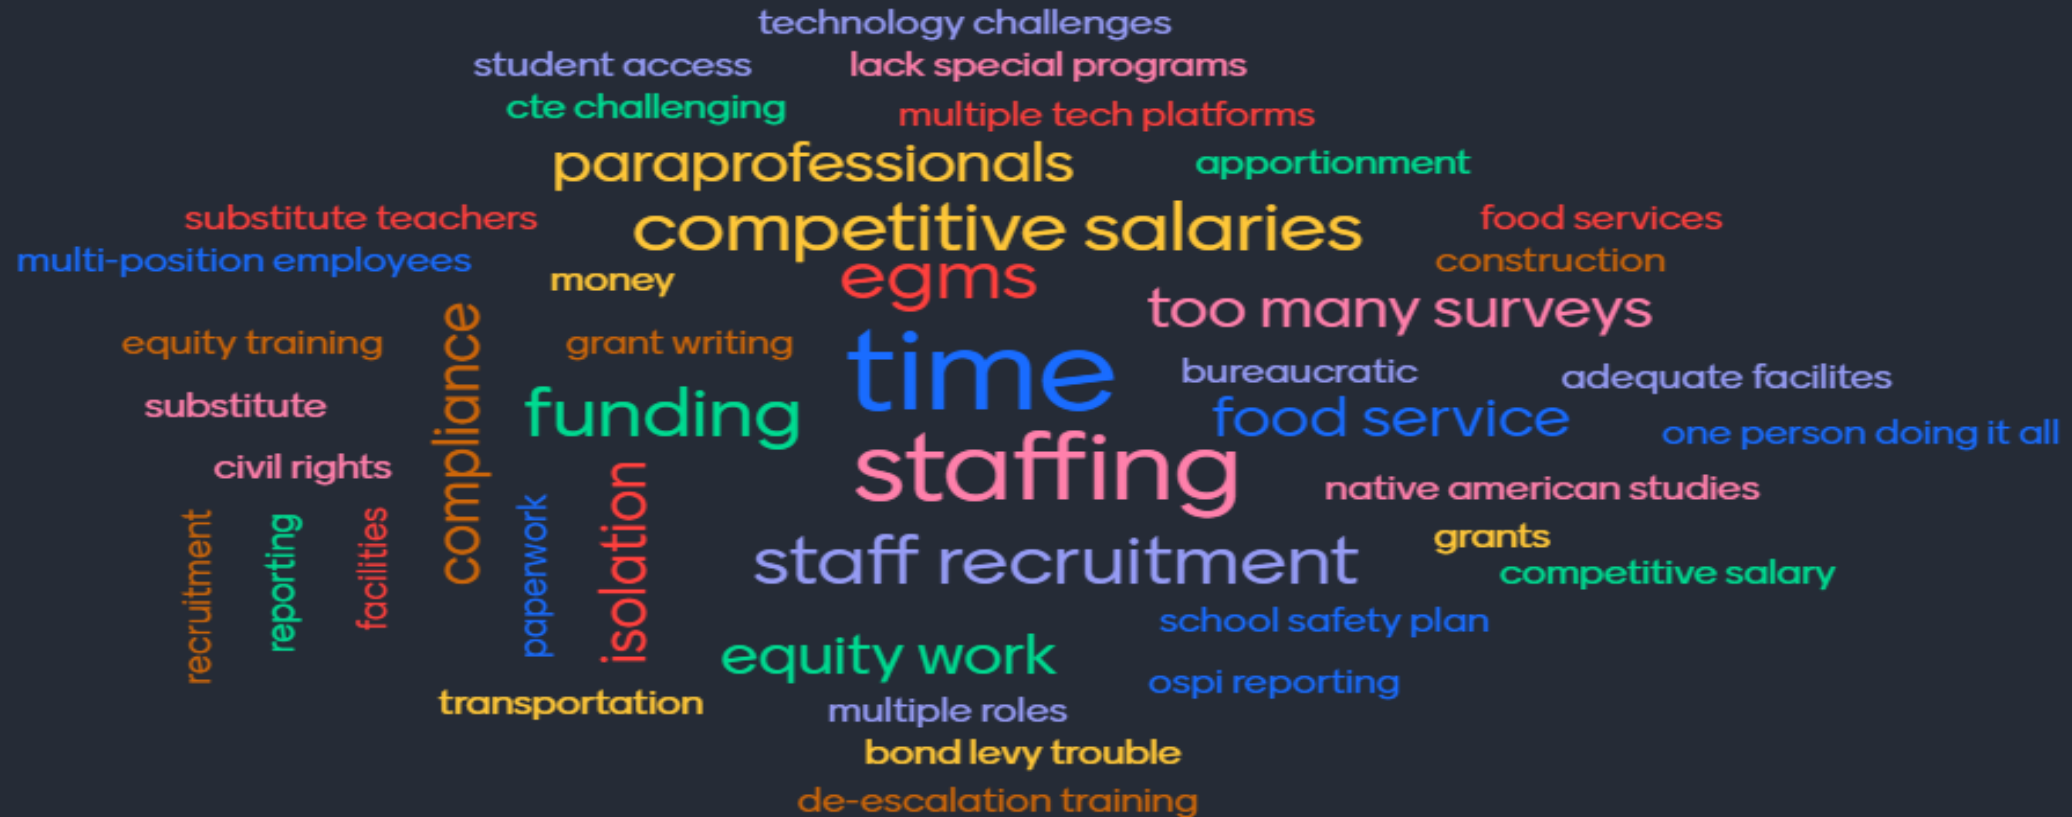 technology challenges
student access
lack special programs
cte challenging
multiple tech platforms
paraprofessionals
apportionment
substitute teachers
competitive salaries
food services
multi-position employees
money
egms
construction
too many surveys
compliance
equity training
grant writing
time
bureaucratic
adequate facilites
substitute
funding
food service
one person doing it all
civil rights
isolation
staffing
native american studies
recruitment
reporting
facilities
paperwork
staff recruitment
grants
competitive salary
school safety plan
equity work
ospi reporting
transportation
multiple roles
bond levy trouble
de-escalation training